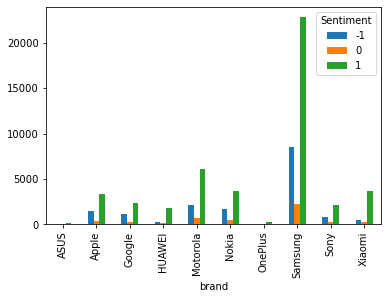 Sentiment
-1
0
1
20000
15000
10000
5000
0
ASUS
Apple
Google
HUAWEI
Motorola
Nokia
OnePlus
Samsung
Sony
Xiaomi
brand